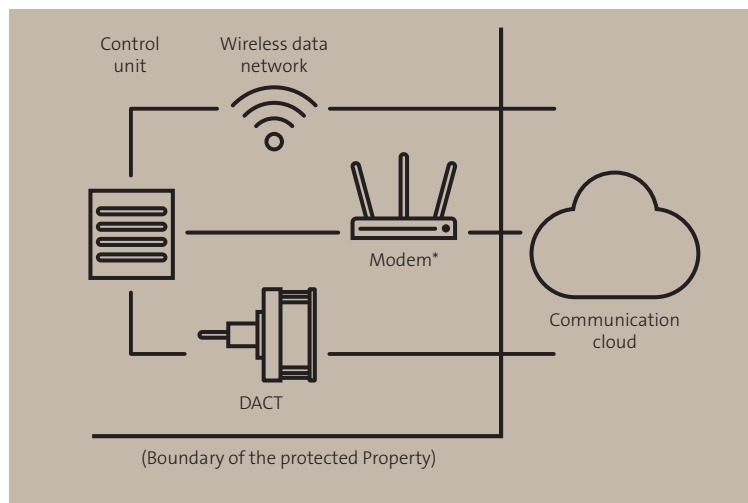 Control
unit
Wireless data
network
Modem*
Communication
cloud
DACT
(Boundary of the protected Property)